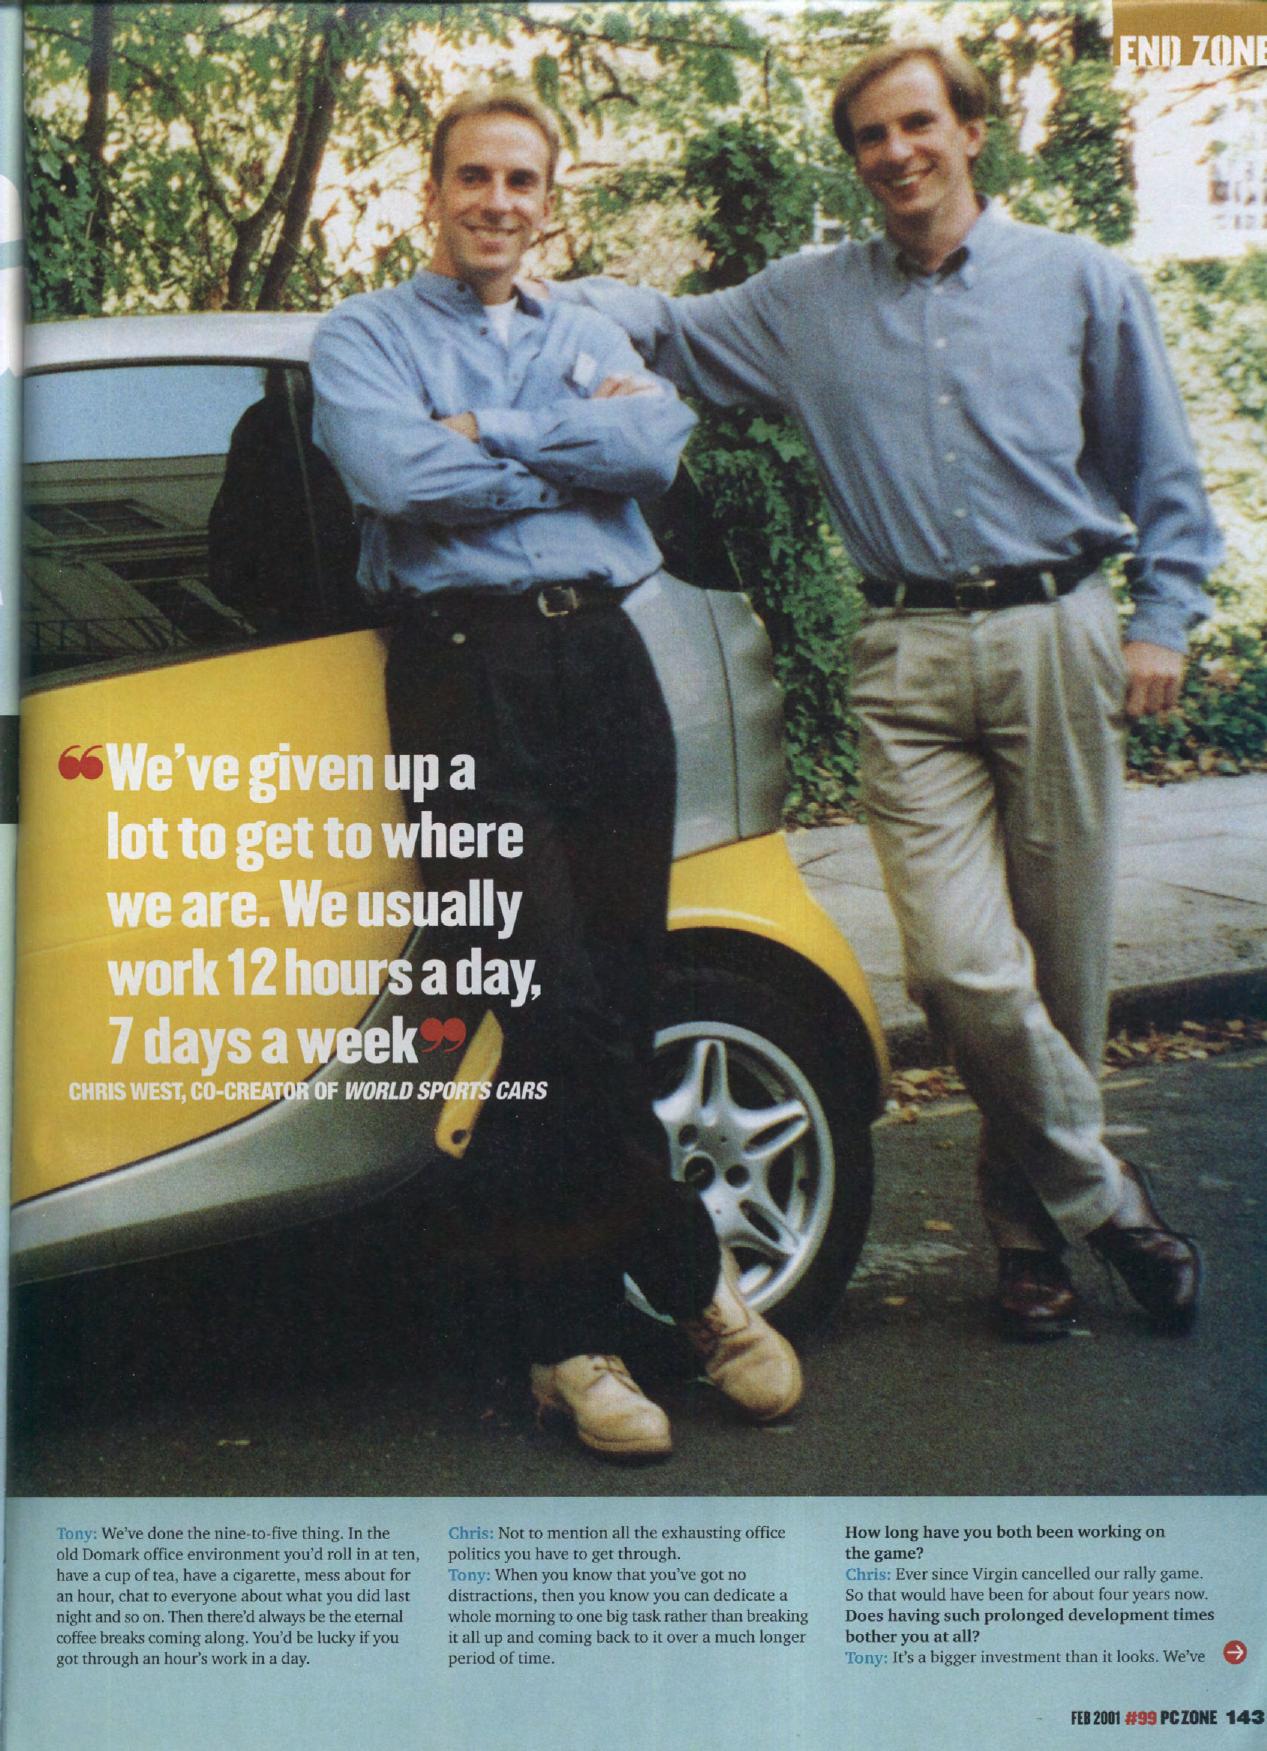 END ZONE
“We’ve given up a
lot to get to where
we are. We usually
work 12 hours a day,
7 days a week”
CHRIS WEST, CO-CREATOR OF WORLD SPORTS CARS
Tony: We’ve done the nine-to-five thing. In the
old Domark office environment you’d roll in at ten,
have a cup of tea, have a cigarette, mess about for
an hour, chat to everyone about what you did last
night and so on. Then there’d always be the eternal
coffee breaks coming along. You’d be lucky if you
got through an hour’s work in a day.
Chris: Not to mention all the exhausting office
politics you have to get through.
Tony: When you know that you’ve got no
distractions, then you know you can dedicate a
whole morning to one big task rather than breaking
it all up and coming back to it over a much longer
period of time.
How long have you both been working on
the game?
Chris: Ever since Virgin cancelled our rally game.
So that would have been for about four years now.
Does having such prolonged development times
bother you at all?
Tony: It’s a bigger investment than it looks. We’ve
FEB 2001 #99 PC ZONE 143